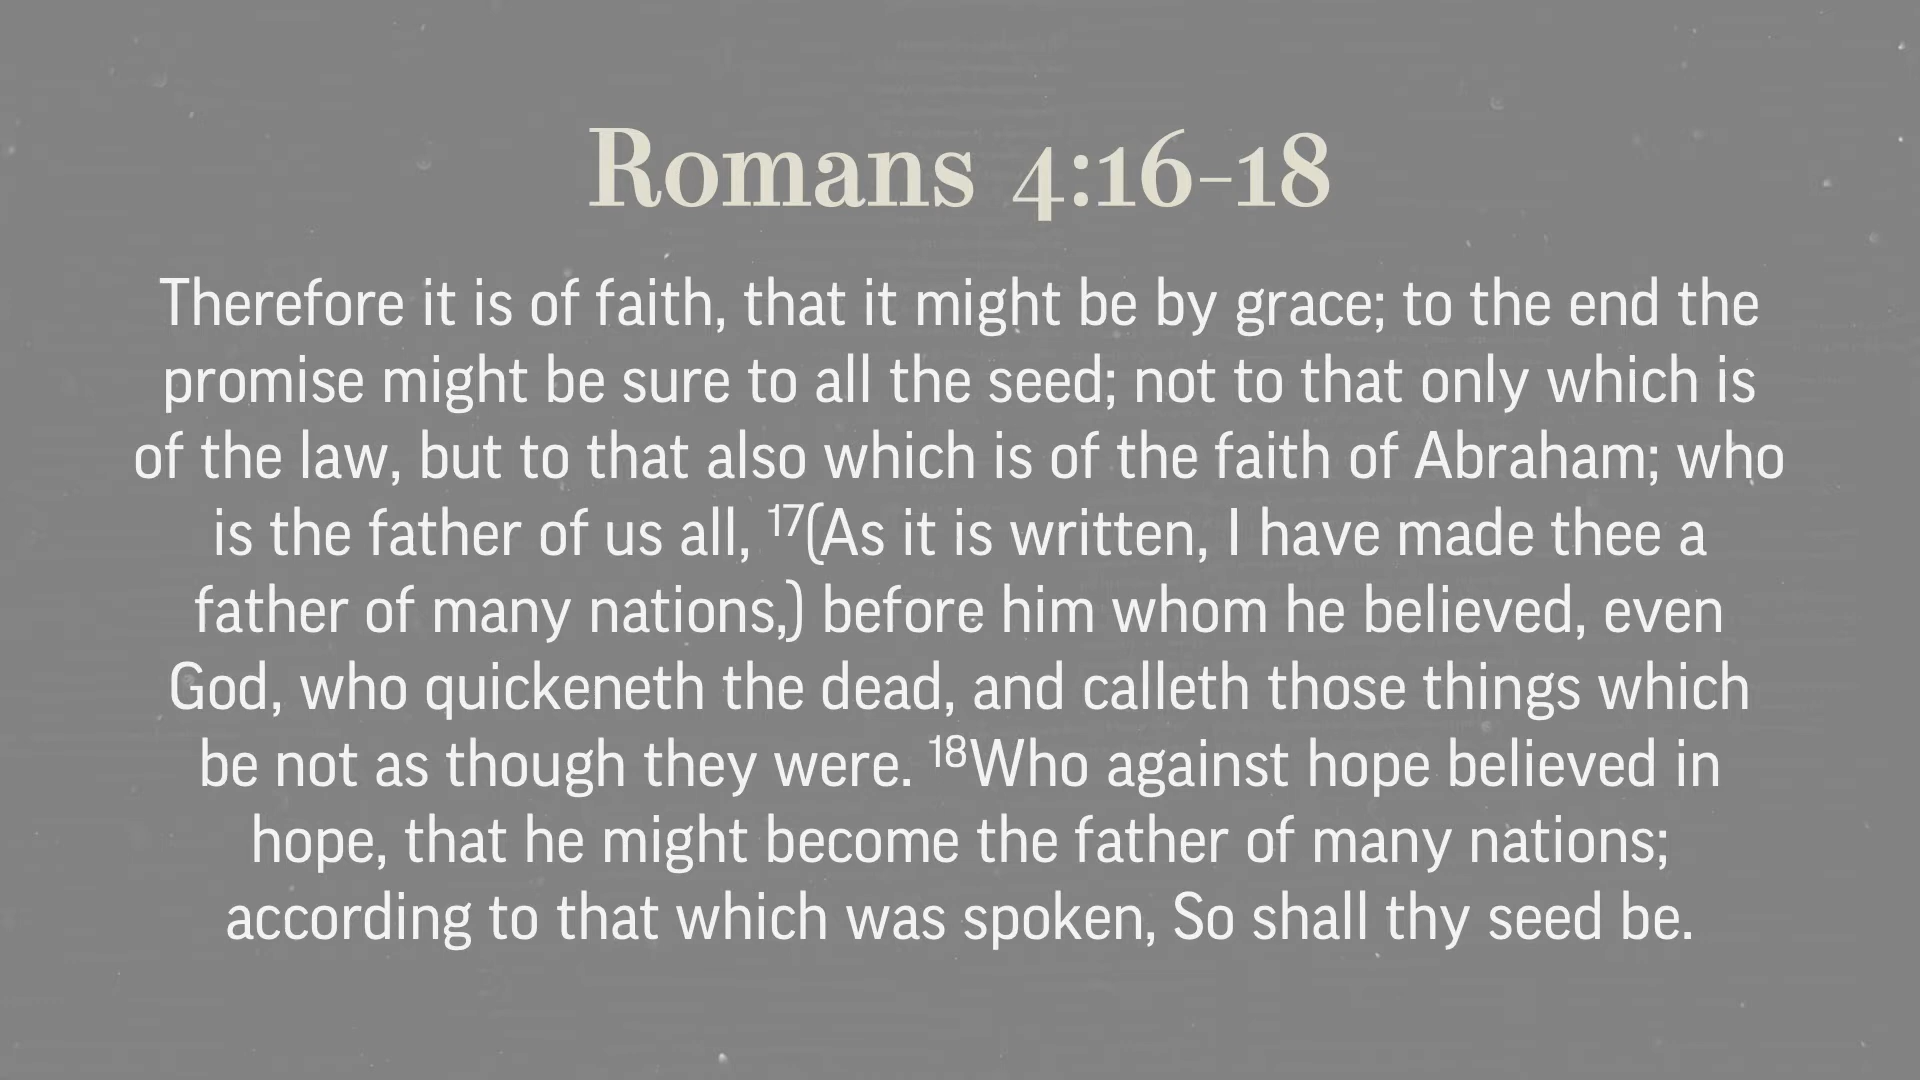 Romans 4:16-18
Therefore it is of faith, that it might be by grace; to the end the
promise might be sure to all the seed; not to that only which is
of the law, but to that also which is of the faith of Abraham; who
is the father of us all, ¹⁷(As it is written, I have made thee a
father of many nations,) before him whom he believed, even
God, who quickeneth the dead, and calleth those things which
be not as though they were. ¹⁸Who against hope believed in
hope, that he might become the father of many nations;
according to that which was spoken, So shall thy seed be.